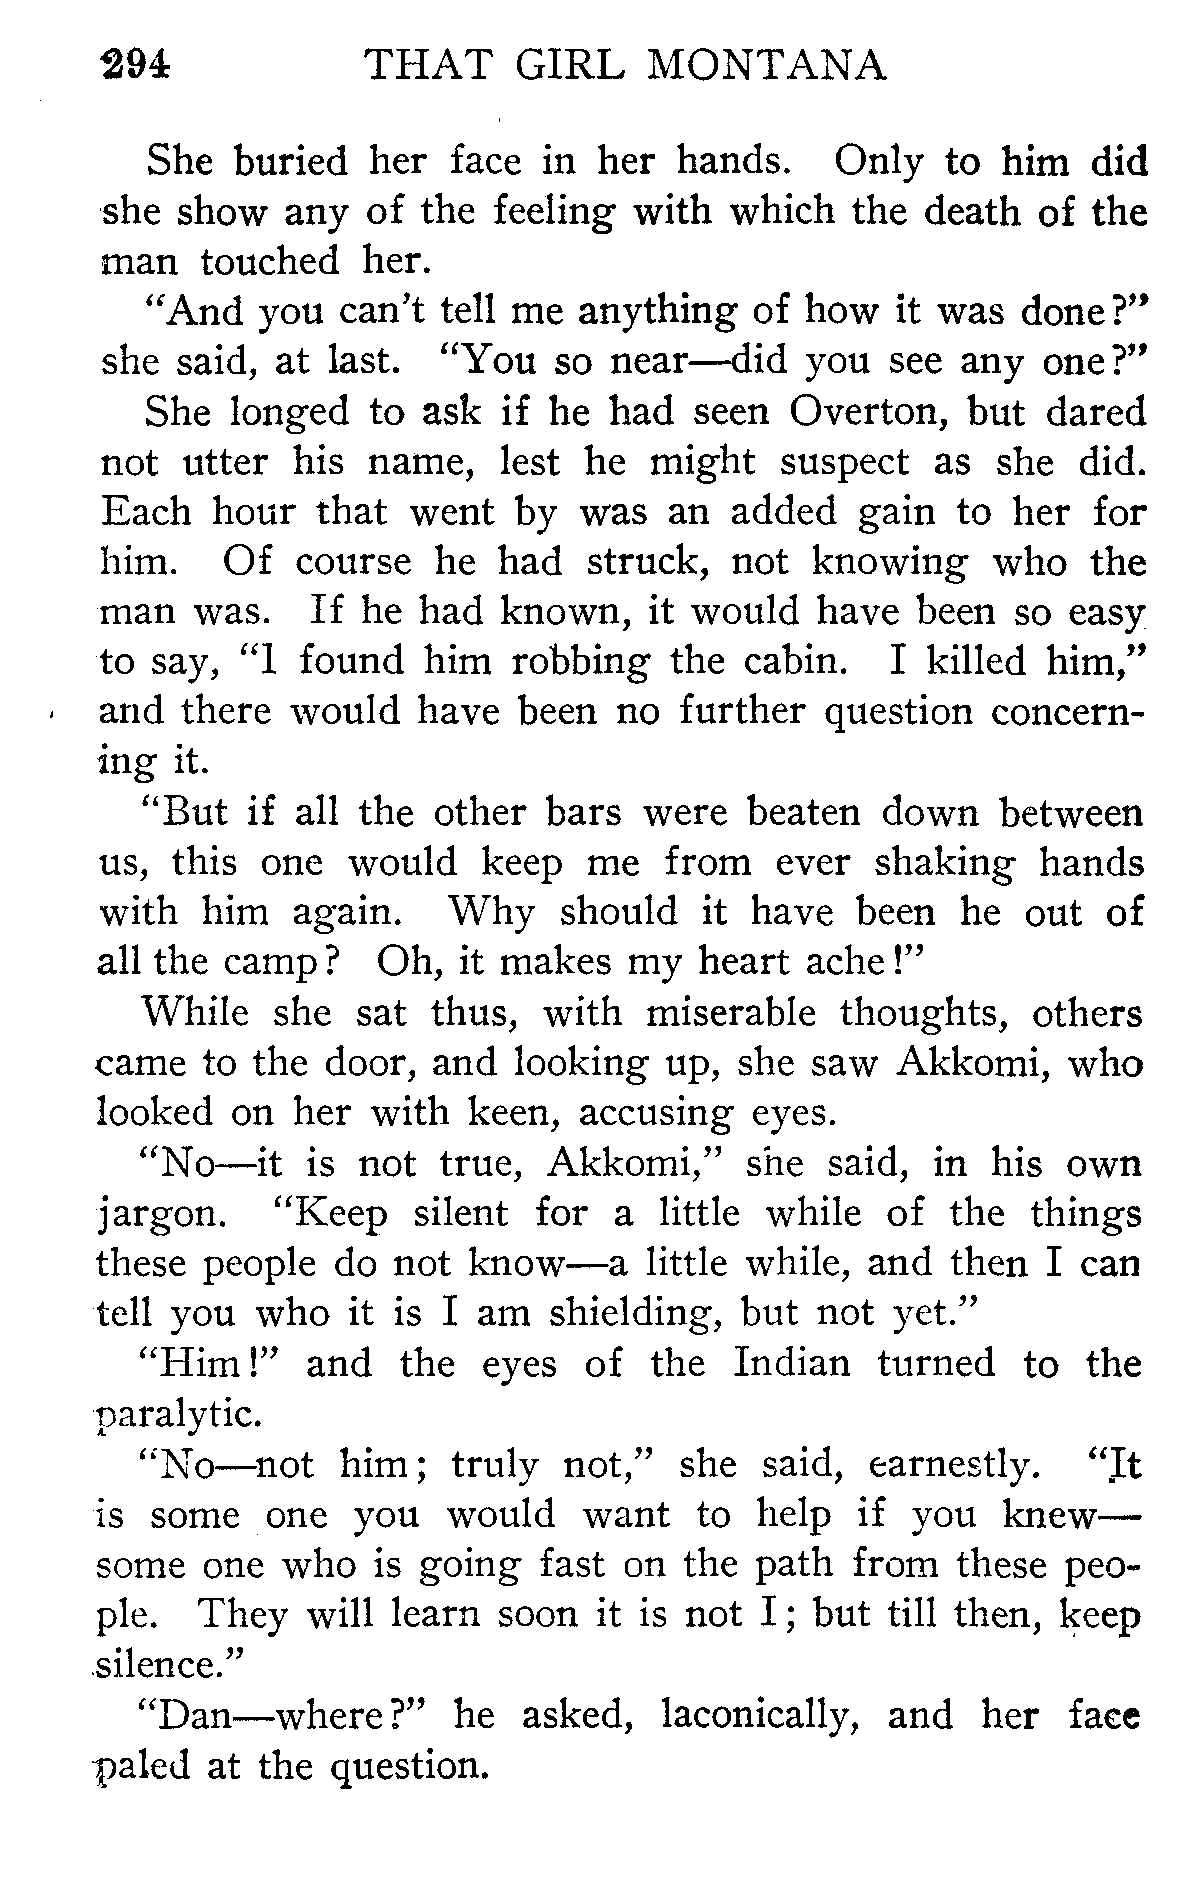 294 THAT GIRL MONTANA
She buried her face in her hands. Only to him did
she show any of the feeling with which the death of the
man touched her.
"And you can't tell me anything of how it was done?"
she said, at last. "You so near—did you see any one?"
She longed to ask if he had seen Overton, but dared
not utter his name, lest he might suspect as she did.
Each hour that went by was an added gain to her for
him. Of course he had struck, not knowing who the
man was. If he had known, it would have been so easy
to say, "I found him robbing the cabin. I killed him,"
and there would have been no further question concern-
ing it.
"But if all the other bars were beaten down between
us, this one would keep me from ever shaking hands
with him again. Why should it have been he out of
all the camp? Oh, it makes my heart ache!"
While she sat thus, with miserable thoughts, others
came to the door, and looking up, she saw Akkomi, who
looked on her with keen, accusing eyes.
"No—it is not true, Akkomi," she said, in his own
jargon. "Keep silent for a little while of the things
these people do not know—a little while, and then I can
tell you who it is I am shielding, but not yet."
"Him!" and the eyes of the Indian turned to the
paralytic.
"No—not him; truly not," she said, earnestly. "It
is some one you would want to help if you knew—
some one who is going fast on the path from these peo-
ple. They will learn soon it is not I; but till then, keep
silence."
"Dan—where?" he asked, laconically, and her face
paled at the question.